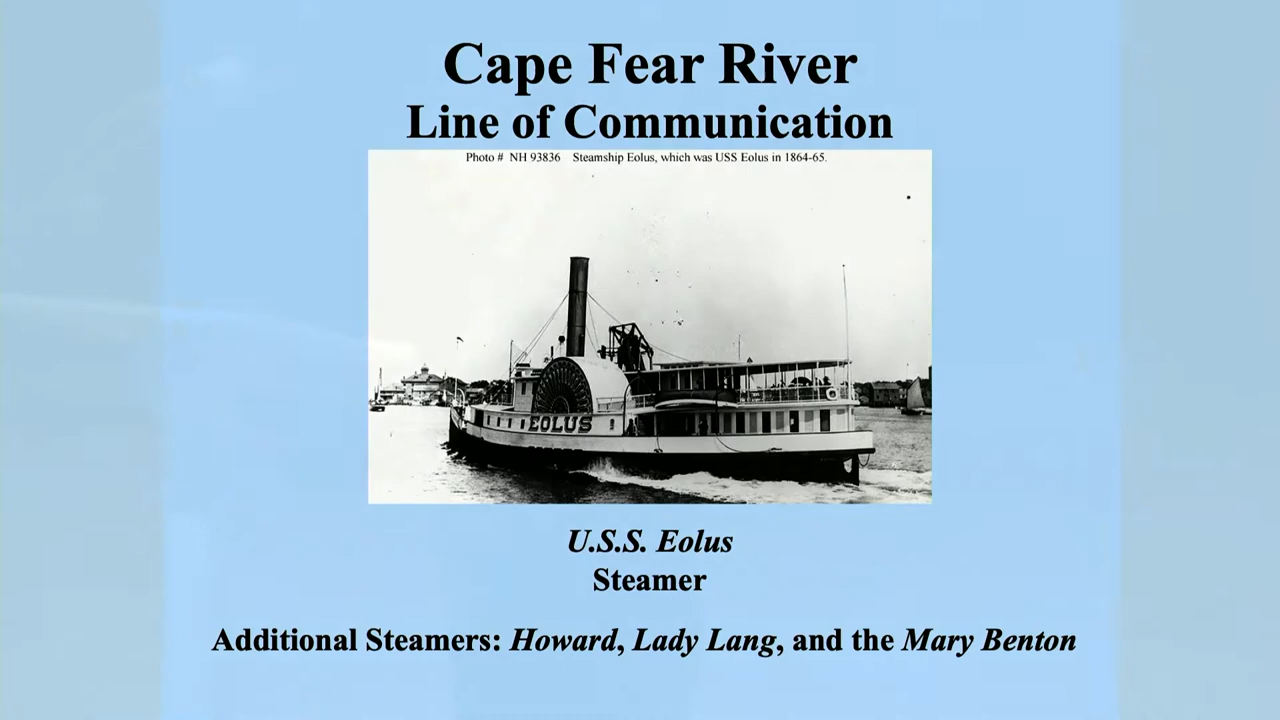 Cape Fear River
Line of Communication
Photo # NH 93836 Steamship Eolus, which was USS Eolus in 1864-65.
EOLUS
U.S.S. Eolus
Steamer
Additional Steamers: Howard, Lady Lang, and the Mary Benton